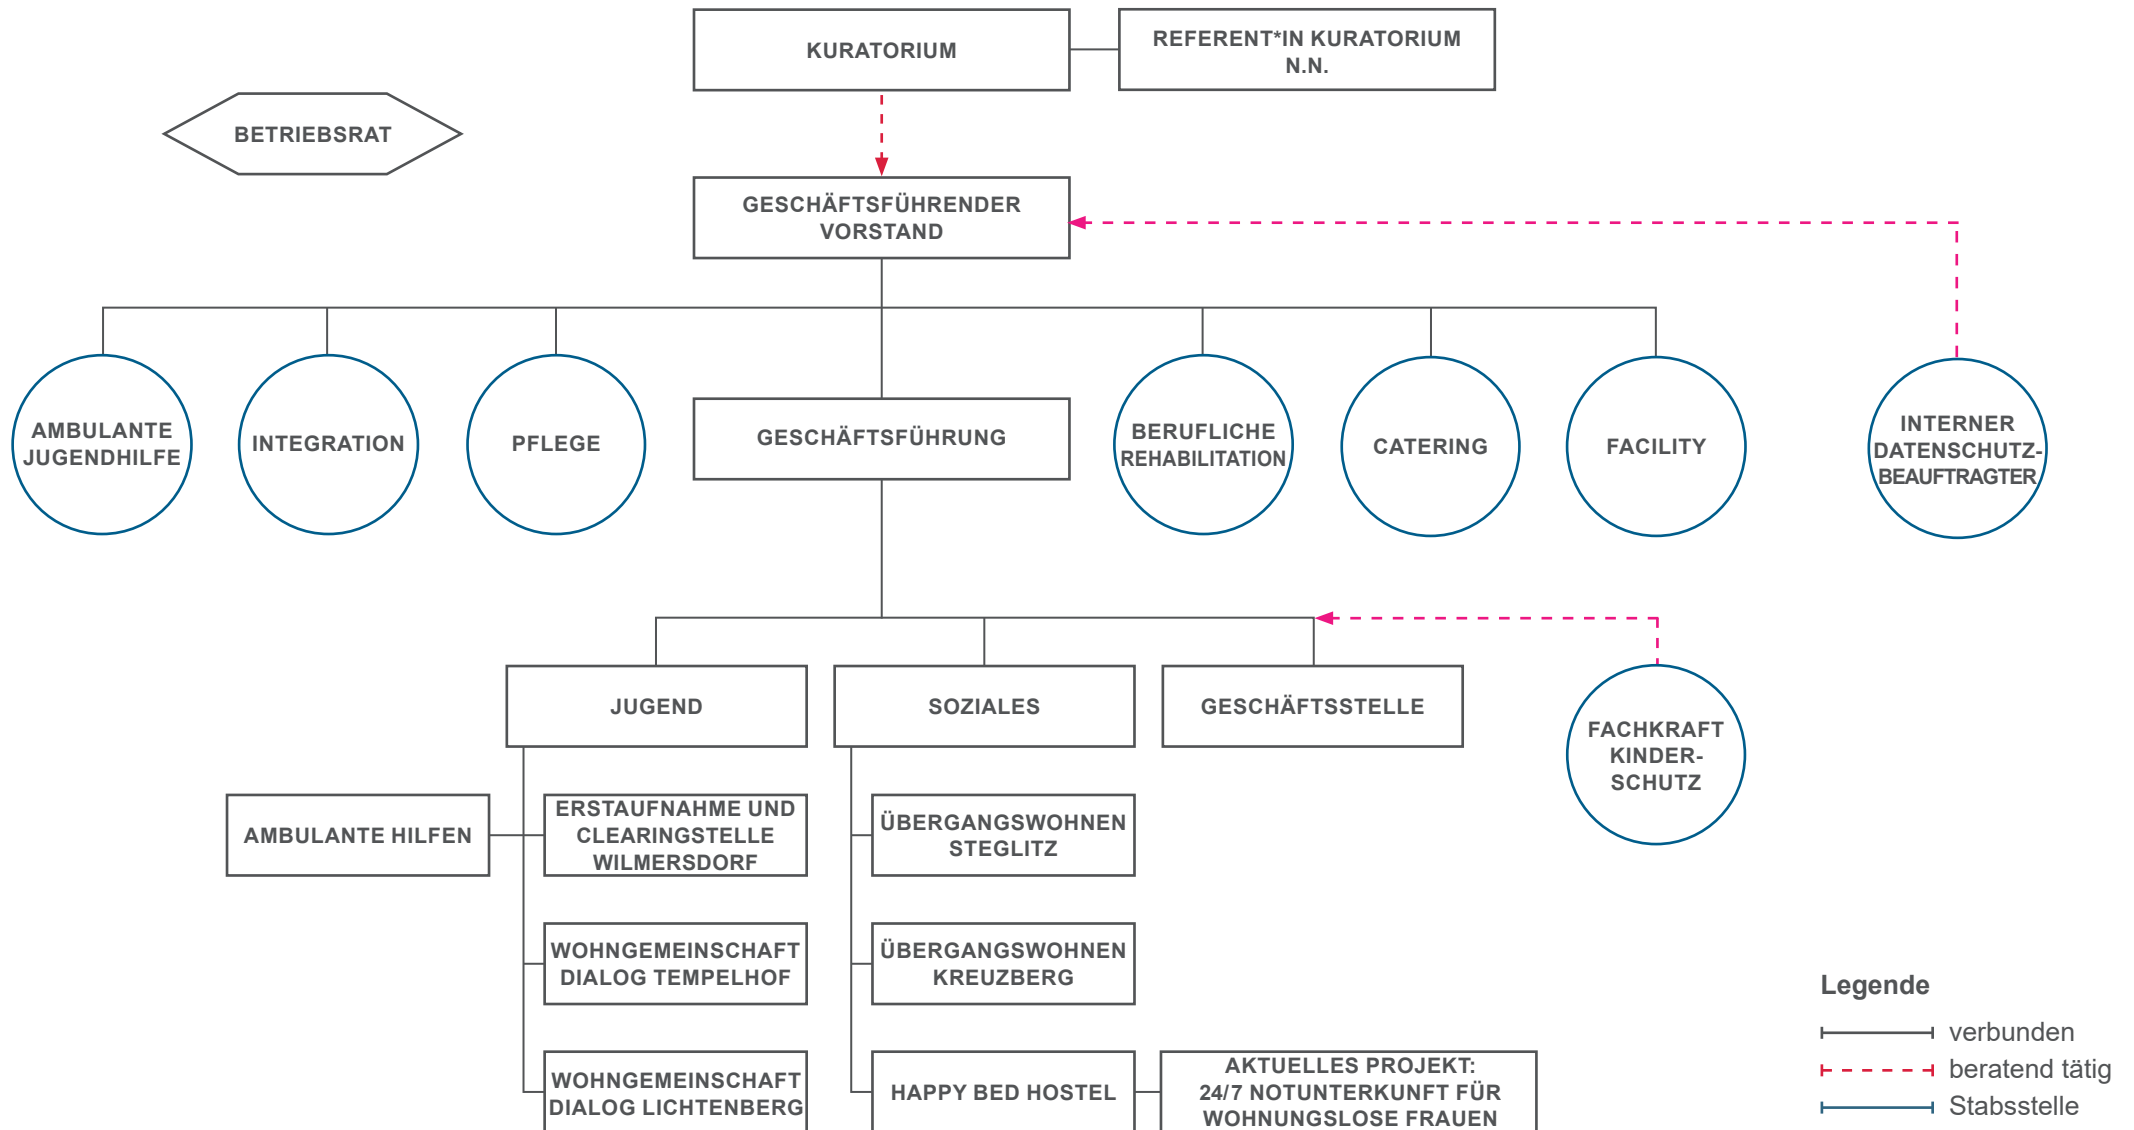 KURATORIUM
REFERENT*IN KURATORIUM
N.N.
BETRIEBSRAT
GESCHÄFTSFÜHRENDER
VORSTAND
AMBULANTE
JUGENDHILFE
INTEGRATION
PFLEGE
GESCHÄFTSFÜHRUNG
BERUFLICHE
REHABILITATION
CATERING
FACILITY
INTERNER
DATENSCHUTZ-
BEAUFTRAGTER
JUGEND
SOZIALES
GESCHÄFTSSTELLE
FACHKRAFT
KINDER-
SCHUTZ
AMBULANTE HILFEN
ERSTAUFNAHME UND
CLEARINGSTELLE
WILMERSDORF
ÜBERGANGSWOHNEN
STEGLITZ
WOHNGEMEINSCHAFT
DIALOG TEMPELHOF
ÜBERGANGSWOHNEN
KREUZBERG
WOHNGEMEINSCHAFT
DIALOG LICHTENBERG
HAPPY BED HOSTEL
AKTUELLES PROJEKT:
24/7 NOTUNTERKUNFT FÜR
WOHNUNGSLOSE FRAUEN
Legende
verbunden
beratend tätig
Stabsstelle